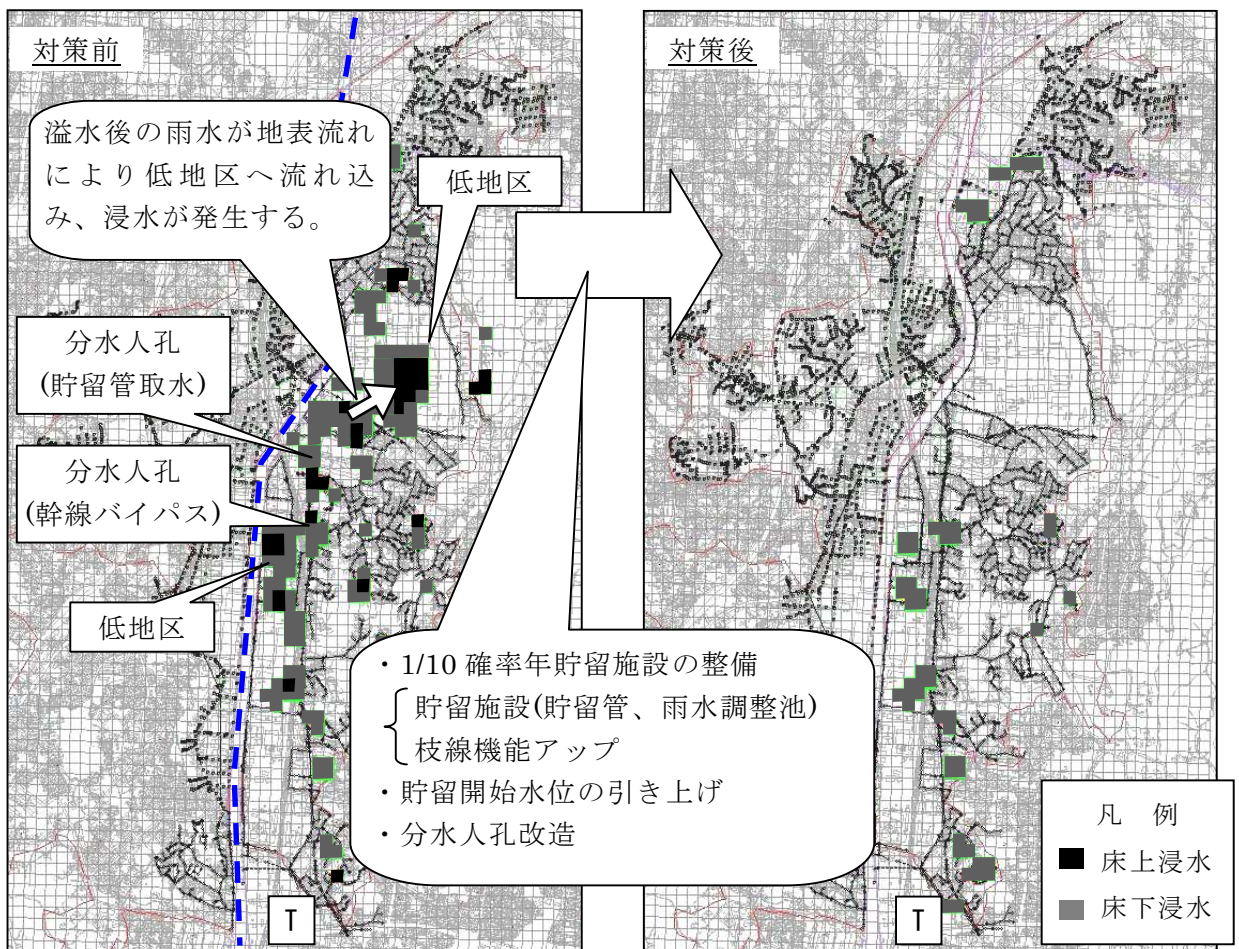 対策前
対策後
溢水後の雨水が地表流れ
により低地区へ流れ込
み、浸水が発生する。
低地区
分水人孔
(貯留管取水)
分水人孔
(幹線バイパス)
低地区
・1/10 確率年貯留施設の整備
貯留施設(貯留管、雨水調整池)
枝線機能アップ
・貯留開始水位の引き上げ
・分水人孔改造
T
T
凡 例
床上浸水
床下浸水